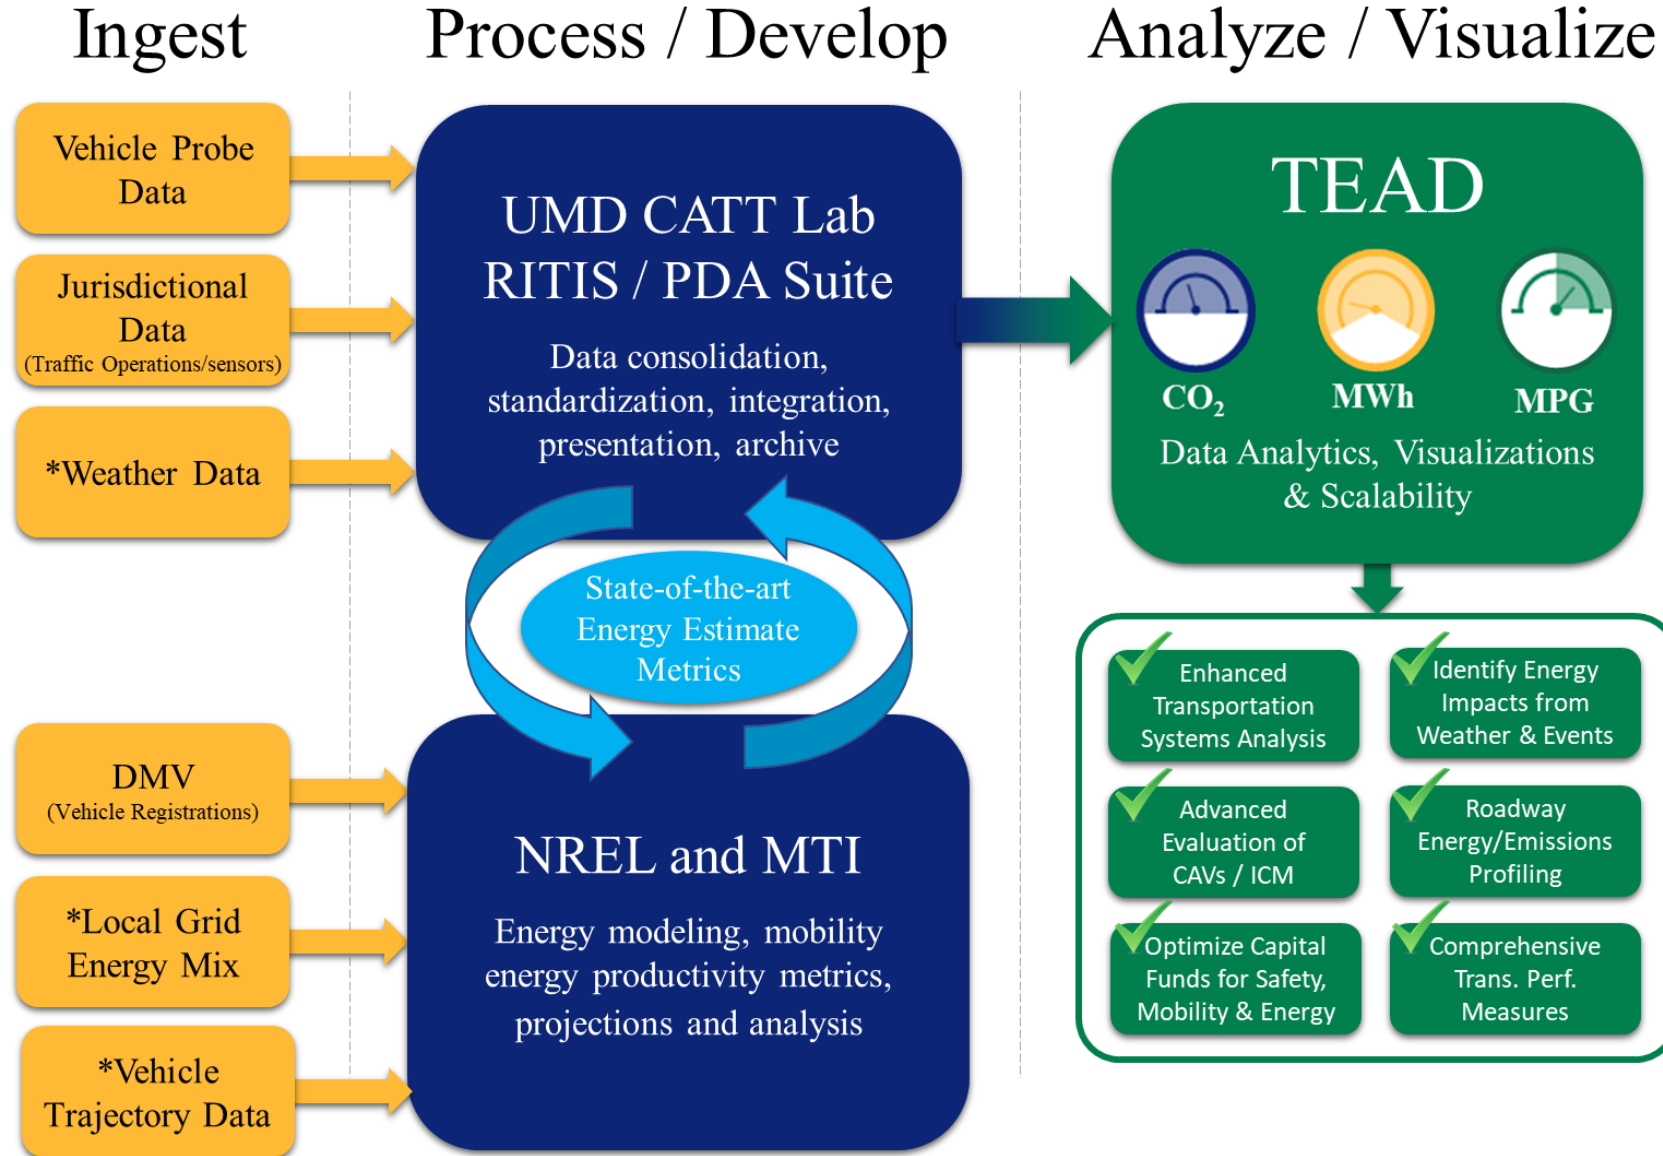 Ingest
Process / Develop
Analyze / Visualize
Vehicle Probe
Data
Jurisdictional
Data
(Traffic Operations/sensors)
*Weather Data
DMV
(Vehicle Registrations)
*Local Grid
Energy Mix
*Vehicle
Trajectory Data
UMD CATT Lab
RITIS / PDA Suite
Data consolidation,
standardization, integration,
presentation, archive
State-of-the-art
Energy Estimate
Metrics
NREL and MTI
Energy modeling, mobility
energy productivity metrics,
projections and analysis
TEAD
CO₂
MWh
MPG
Data Analytics, Visualizations
& Scalability
Enhanced
Transportation
Systems Analysis
Identify Energy
Impacts from
Weather & Events
Advanced
Evaluation of
CAVs / ICM
Roadway
Energy/Emissions
Profiling
Optimize Capital
Funds for Safety,
Mobility & Energy
Comprehensive
Trans. Perf.
Measures